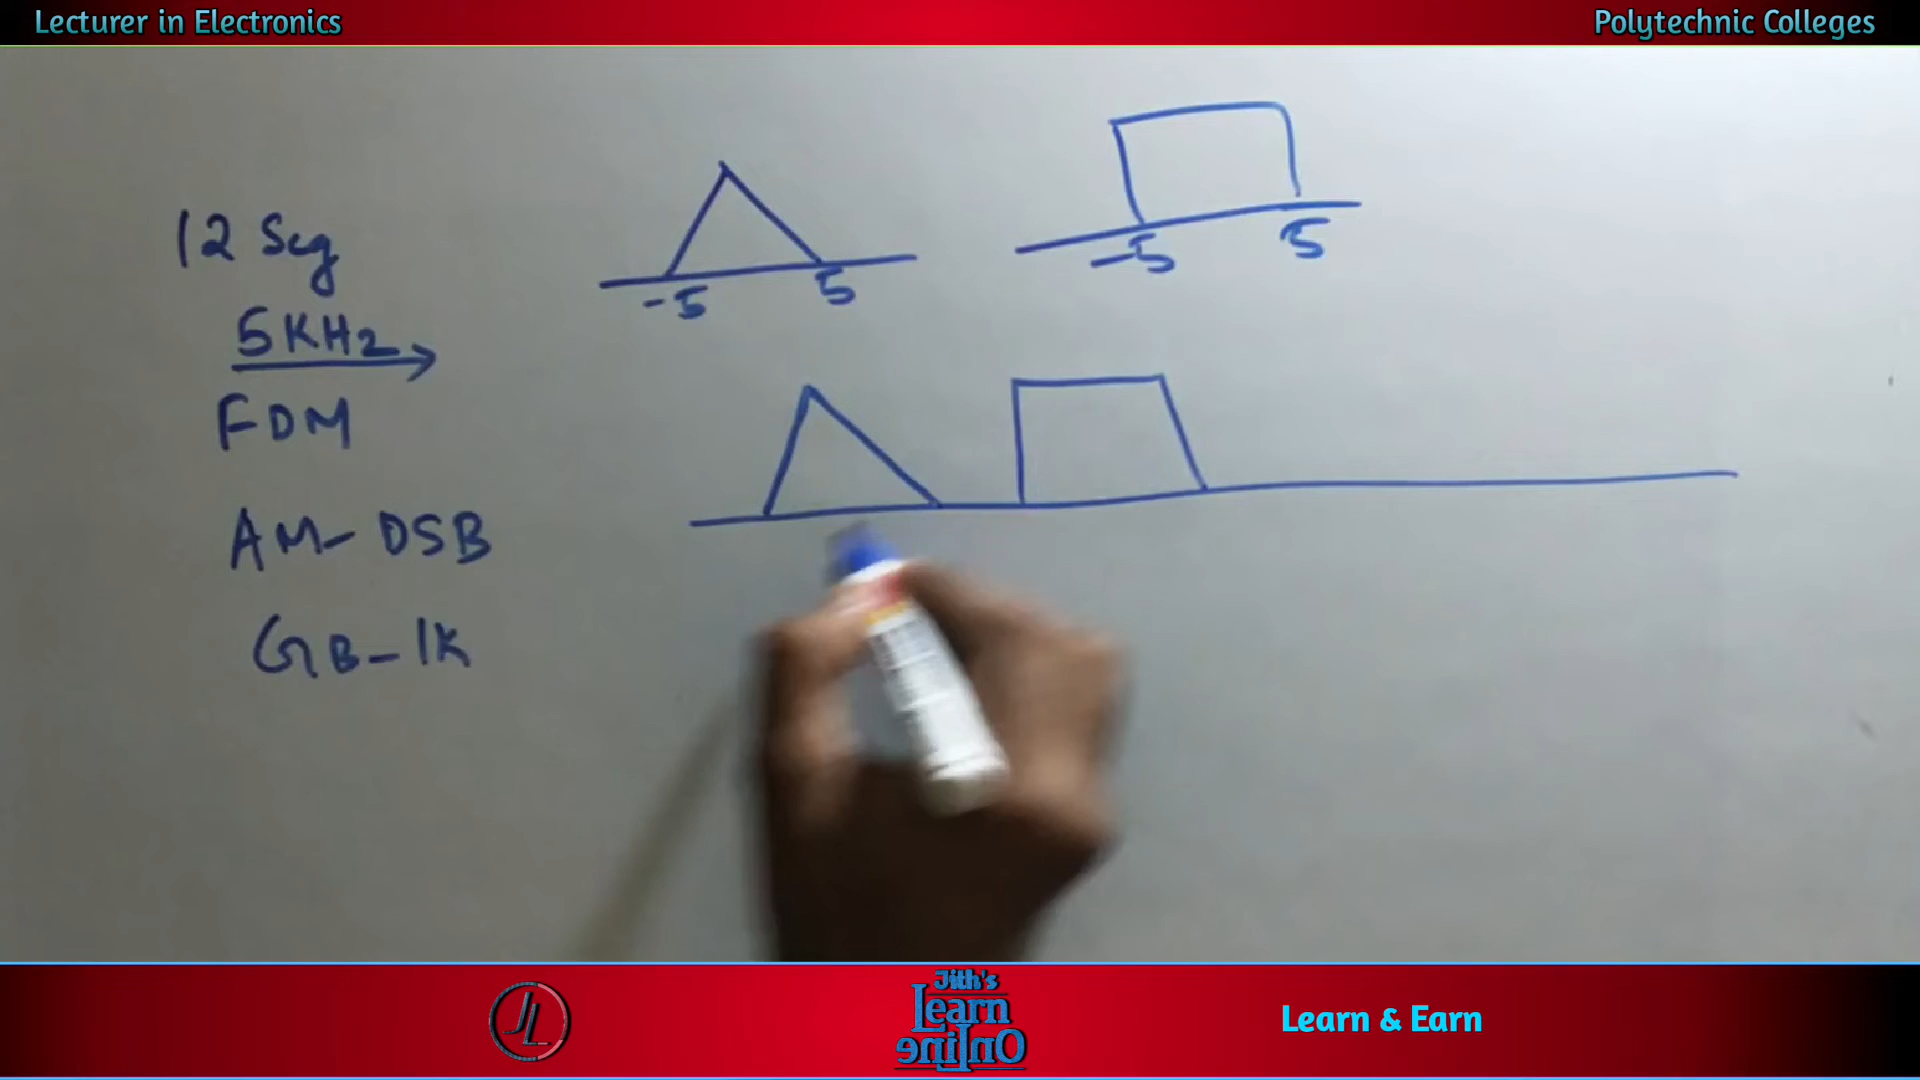 Lecturer in Electronics
Polytechnic Colleges
12 Sig
5KHz
FDM
AM-DSB
GB-1K
-5 5
-5 5
JL
Jith's
Learn
OnlinE
Learn & Earn